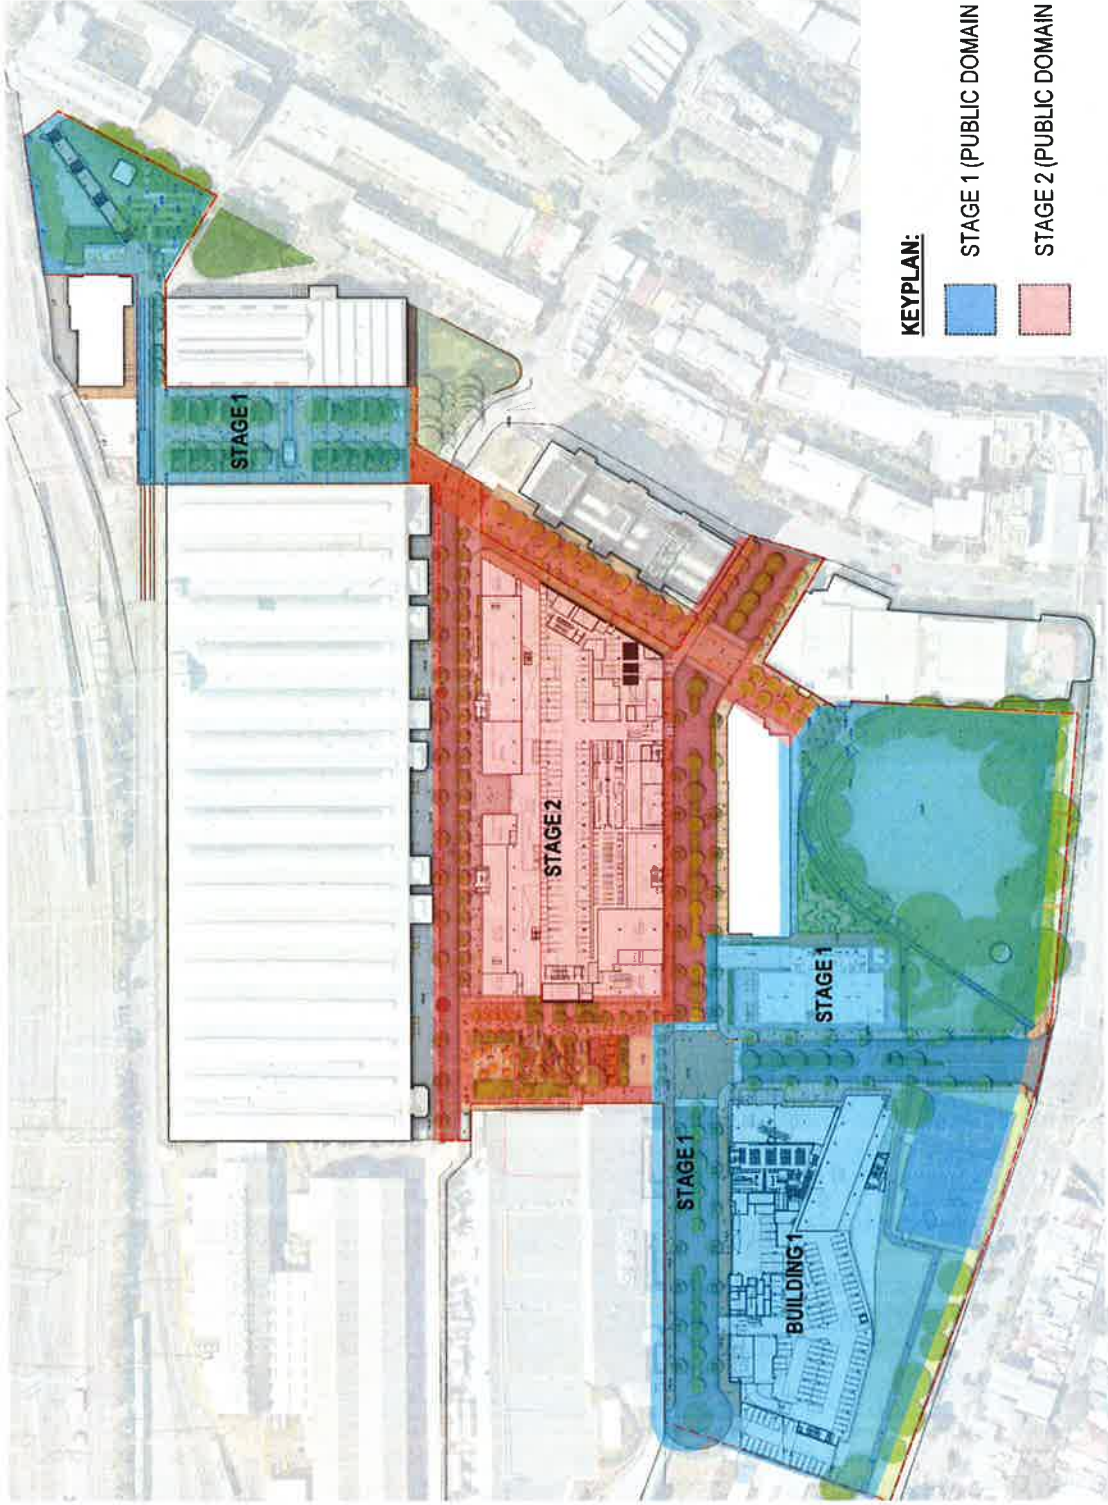 KEYPLAN:
STAGE 1 (PUBLIC DOMAIN
STAGE 2 (PUBLIC DOMAIN
STAGE 1
STAGE 2
STAGE 1
STAGE 1
BUILDING 1